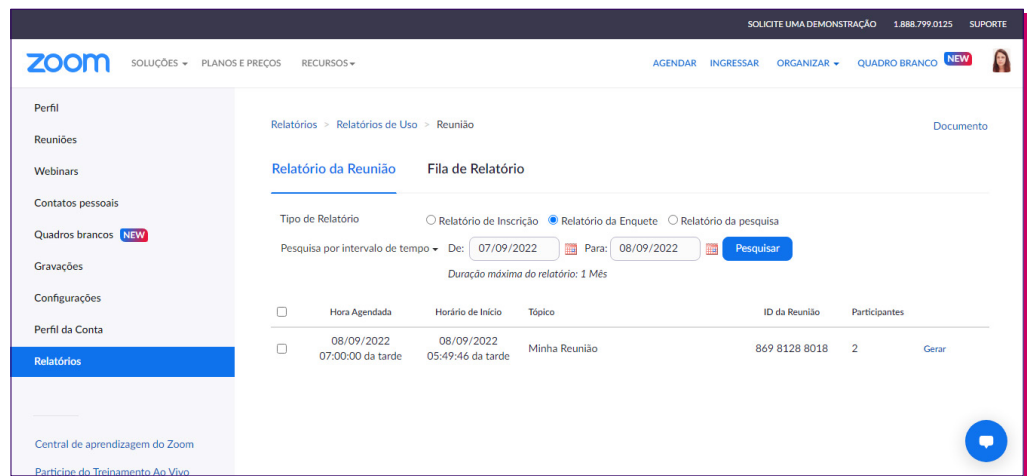 SOLICITE UMA DEMONSTRAÇÃO 1.888.799.0125 SUPORTE
zoom SOLUÇÕES PLANOS E PREÇOS RECURSOS AGENDAR INGRESSAR ORGANIZAR QUADRO BRANCO NEW
Perfil
Reuniões
Webinars
Contatos pessoais
Quadros brancos NEW
Gravações
Configurações
Perfil da Conta
Relatórios
Central de aprendizagem do Zoom
Participe do Treinamento Ao Vivo
Relatórios > Relatórios de Uso > Reunião Documento
Relatório da Reunião Fila de Relatório
Tipo de Relatório Relatório de Inscrição Relatório da Enquete Relatório da pesquisa
Pesquisa por intervalo de tempo De: 07/09/2022 Para: 08/09/2022 Pesquisar
Duração máxima do relatório: 1 Mês
Hora Agendada Horário de Início Tópico ID da Reunião Participantes
08/09/2022 08/09/2022
07:00:00 da tarde 05:49:46 da tarde Minha Reunião 869 8128 8018 2 Gerar